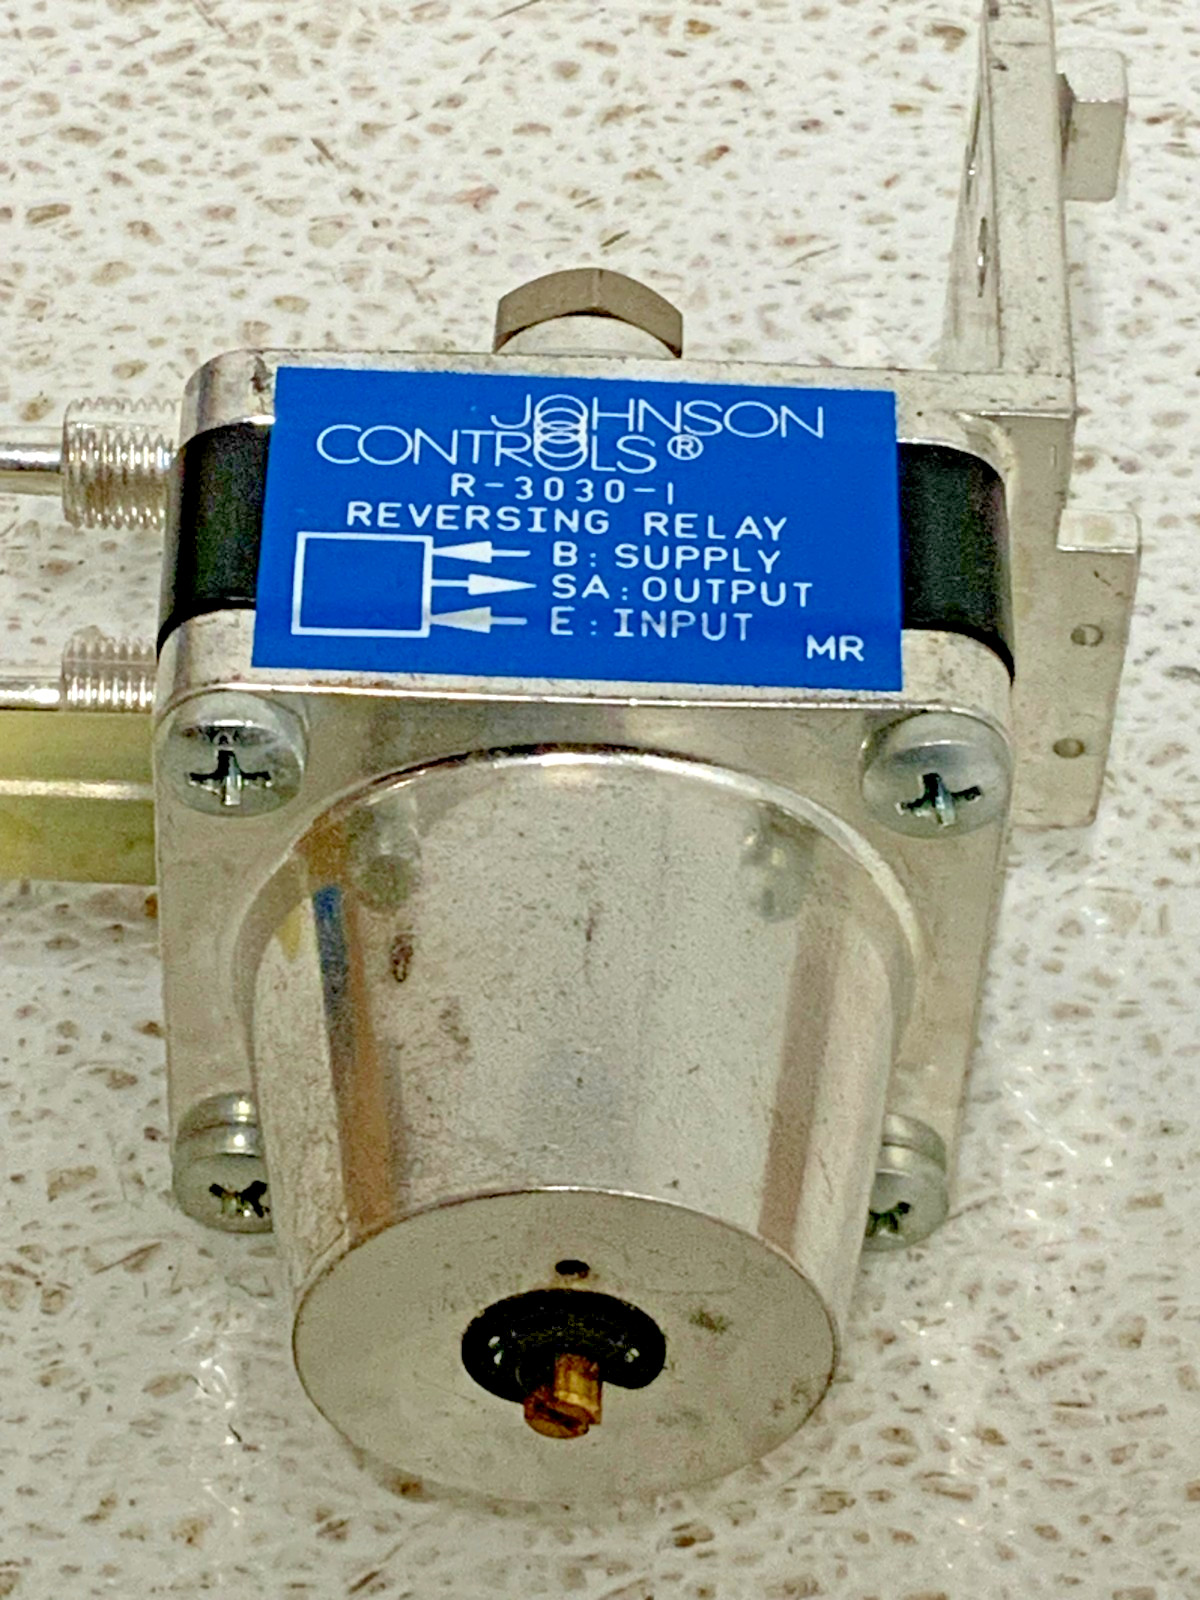 JOHNSON
CONTROLS®
R-3030-1
REVERSING RELAY
B: SUPPLY
SA: OUTPUT
E: INPUT
MR